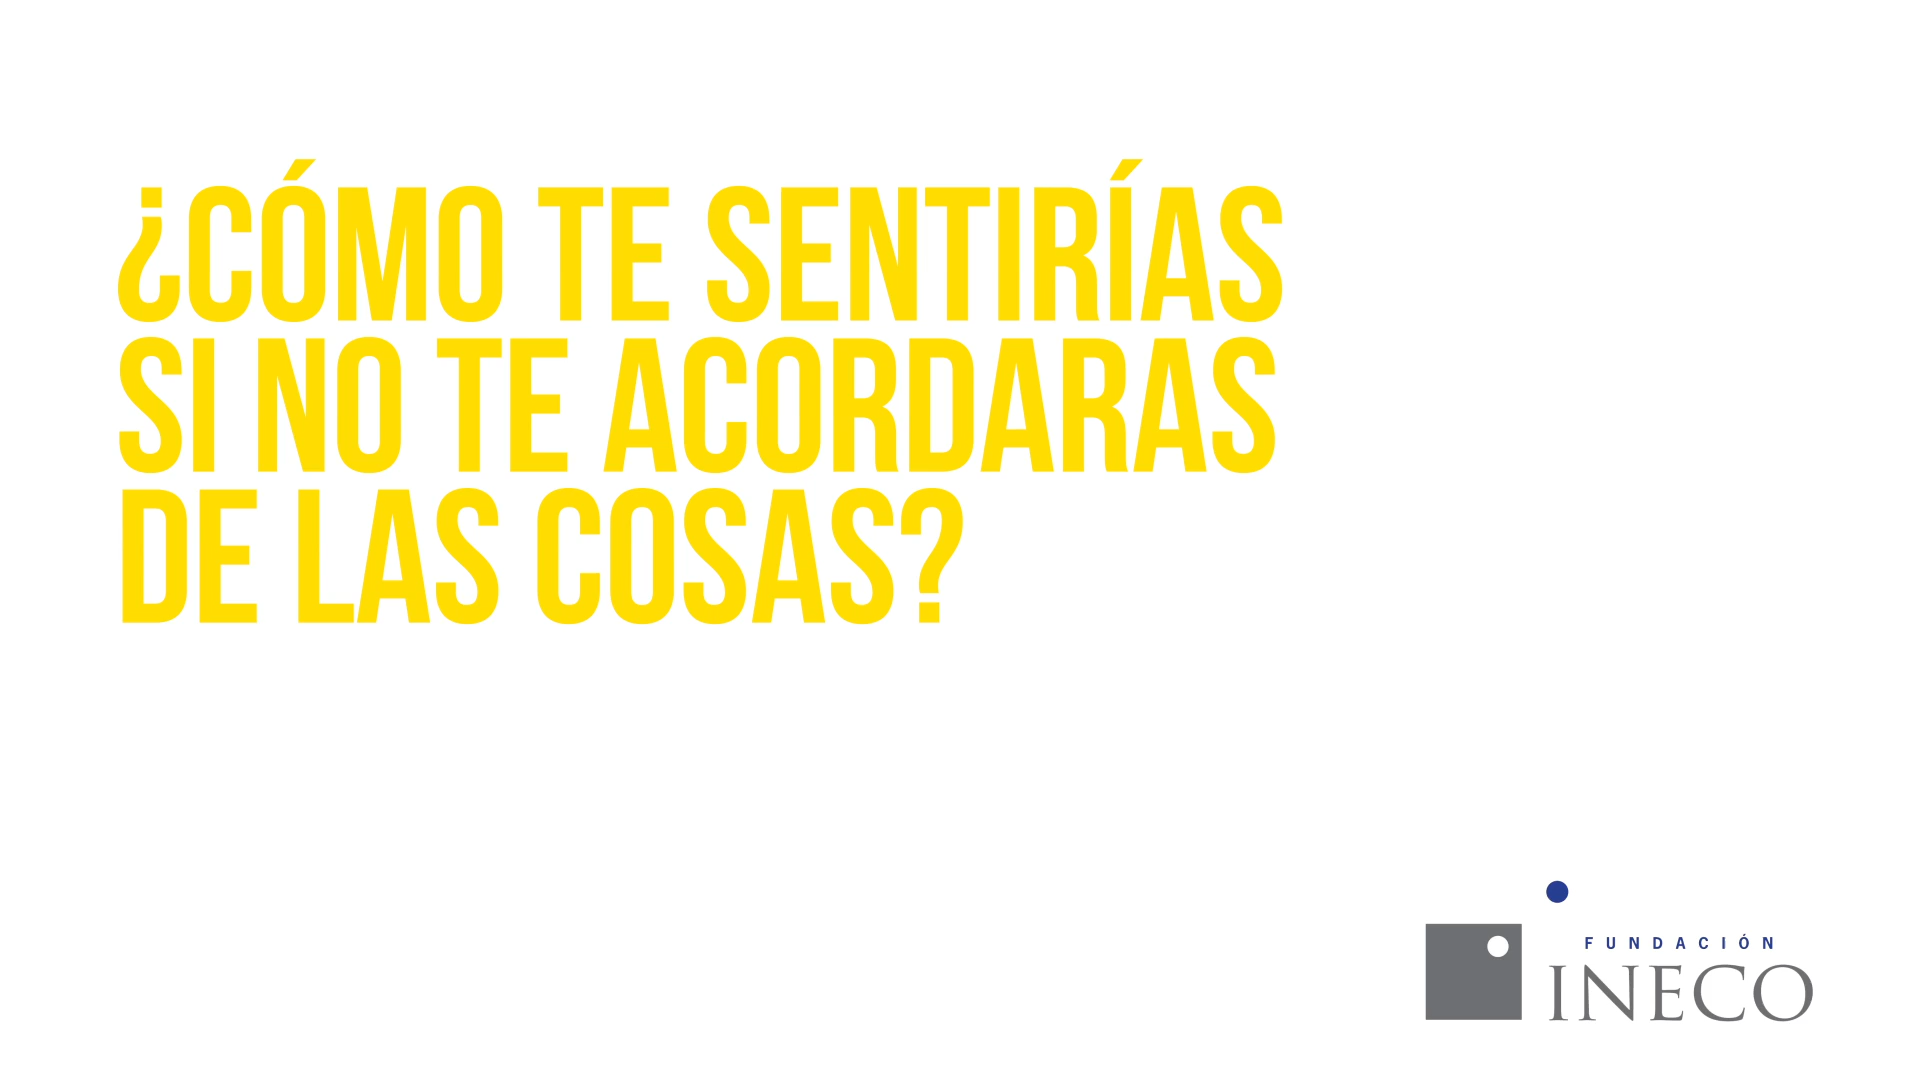 ¿CÓMO TE SENTIRÍAS
SI NO TE ACORDARAS
DE LAS COSAS?
FUNDACIÓN
INECO